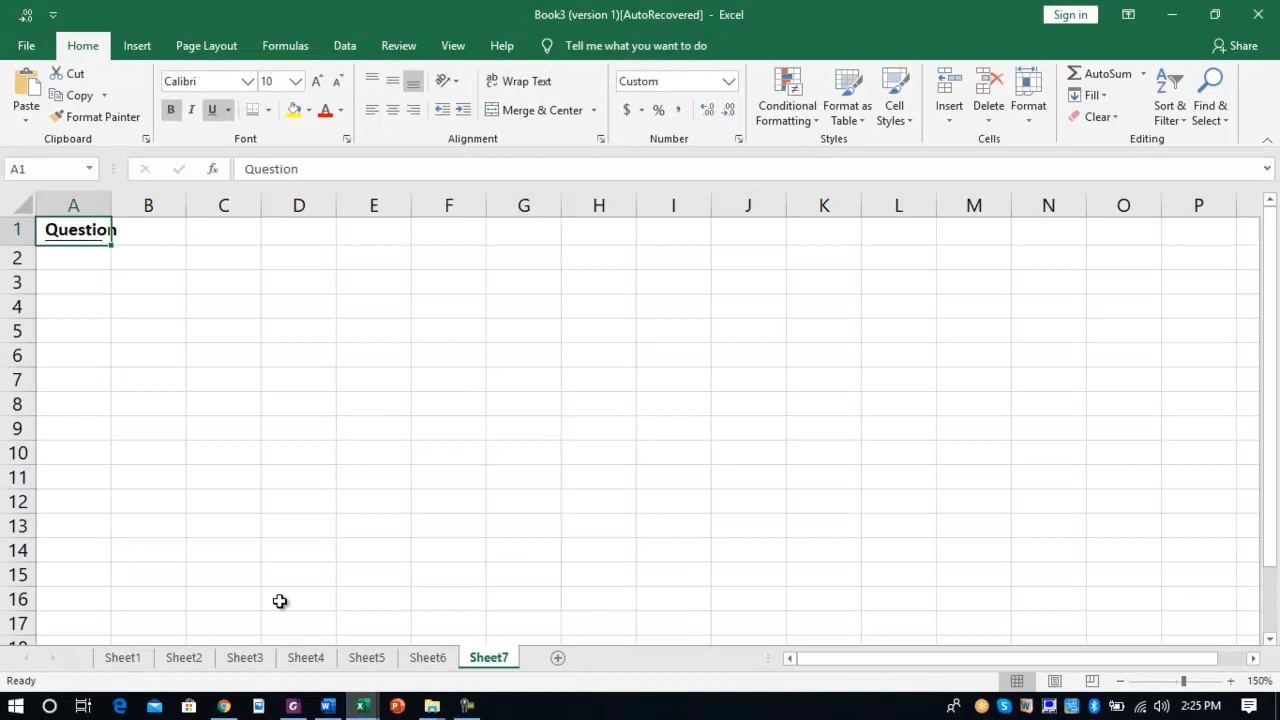 Book3 (version 1)[AutoRecovered] - Excel
Sign in
File Home Insert Page Layout Formulas Data Review View Help Tell me what you want to do Share
Paste
Cut
Copy
Format Painter
Clipboard
Calibri 10
B I U
Font
Wrap Text
Merge & Center
Alignment
Custom
$ % ,
Number
Conditional Formatting
Format as Table
Cell Styles
Styles
Insert Delete Format
Cells
AutoSum
Fill
Clear
Sort & Filter
Find & Select
Editing
A1 fx Question
A B C D E F G H I J K L M N O P
1 Question
2
3
4
5
6
7
8
9
10
11
12
13
14
15
16
17
Sheet1 Sheet2 Sheet3 Sheet4 Sheet5 Sheet6 Sheet7
Ready 150%
2:25 PM